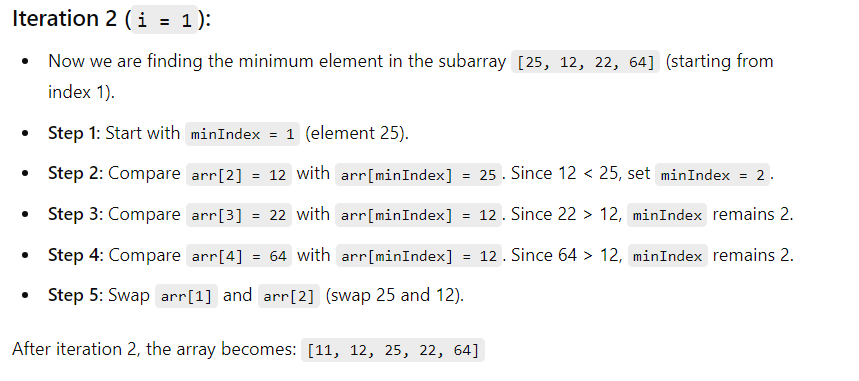 Iteration 2 (i = 1):
• Now we are finding the minimum element in the subarray [25, 12, 22, 64] (starting from
index 1).
• Step 1: Start with minIndex = 1 (element 25).
• Step 2: Compare arr[2] = 12 with arr[minIndex] = 25. Since 12 < 25, set minIndex = 2.
• Step 3: Compare arr[3] = 22 with arr[minIndex] = 12. Since 22 > 12, minIndex remains 2.
• Step 4: Compare arr[4] = 64 with arr[minIndex] = 12. Since 64 > 12, minIndex remains 2.
• Step 5: Swap arr[1] and arr[2] (swap 25 and 12).
After iteration 2, the array becomes: [11, 12, 25, 22, 64]